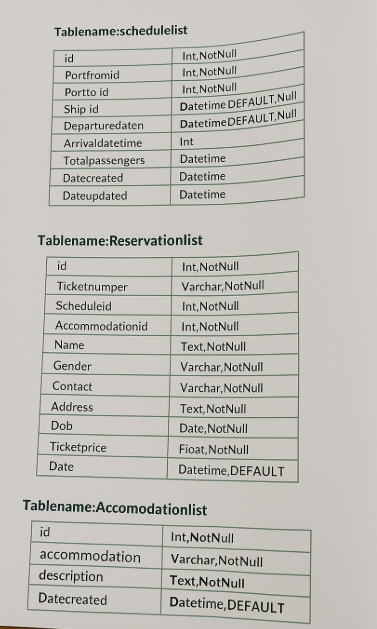 Tablename:schedulelist
id Int,NotNull
Portfromid Int,NotNull
Portto id Int,NotNull
Ship id Datetime DEFAULT,Null
Departuredaten Datetime DEFAULT,Null
Arrivaldatetime Int
Totalpassengers Datetime
Datecreated Datetime
Dateupdated Datetime
Tablename:Reservationlist
id Int,NotNull
Ticketnumper Varchar,NotNull
Scheduleid Int,NotNull
Accommodationid Int,NotNull
Name Text,NotNull
Gender Varchar,NotNull
Contact Varchar,NotNull
Address Text,NotNull
Dob Date,NotNull
Ticketprice Fioat,NotNull
Date Datetime,DEFAULT
Tablename:Accomodationlist
id Int,NotNull
accommodation Varchar,NotNull
description Text,NotNull
Datecreated Datetime,DEFAULT